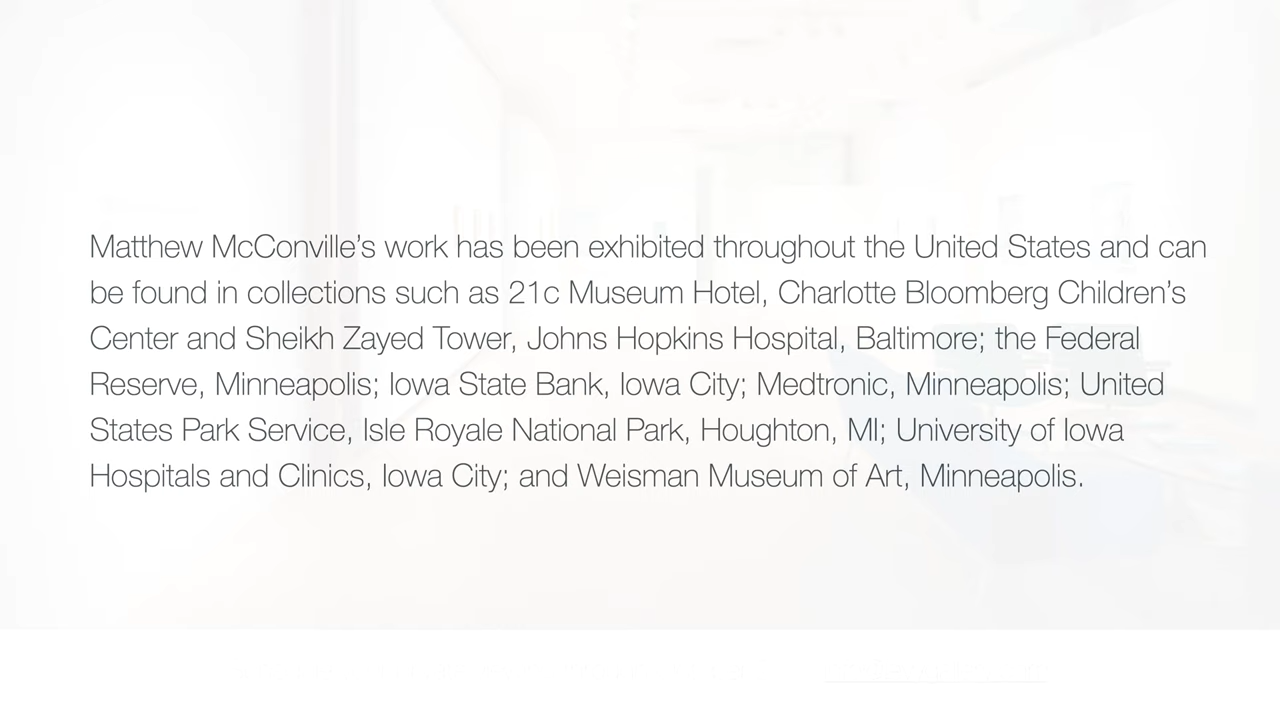 Matthew McConville’s work has been exhibited throughout the United States and can
be found in collections such as 21c Museum Hotel, Charlotte Bloomberg Children’s
Center and Sheikh Zayed Tower, Johns Hopkins Hospital, Baltimore; the Federal
Reserve, Minneapolis; Iowa State Bank, Iowa City; Medtronic, Minneapolis; United
States Park Service, Isle Royale National Park, Houghton, MI; University of Iowa
Hospitals and Clinics, Iowa City; and Weisman Museum of Art, Minneapolis.